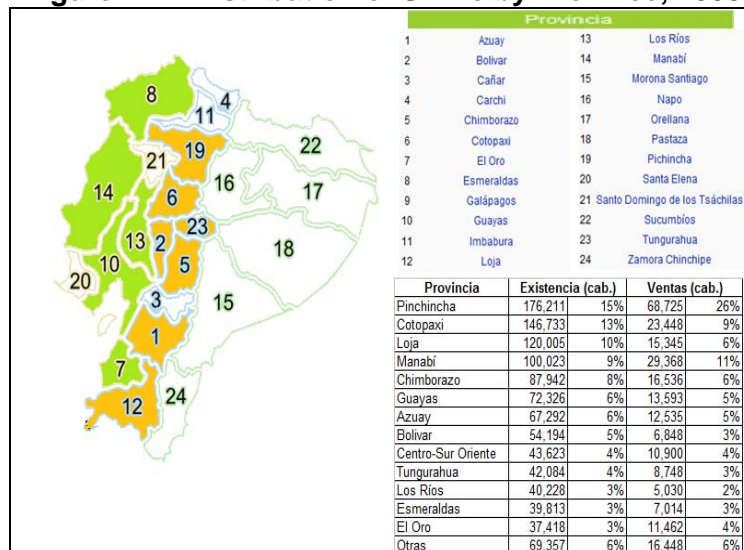 Figure of by
Provincia
1 Azuay 13 Los Ríos
2 Bolivar 14 Manabí
3 Cañar 15 Morona Santiago
4 Carchi 16 Napo
5 Chimborazo 17 Orellana
6 Cotopaxi 18 Pastaza
7 El Oro 19 Pichincha
8 Esmeraldas 20 Santa Elena
9 Galápagos 21 Santo Domingo de los Tsáchilas
10 Guayas 22 Sucumbíos
11 Imbabura 23 Tungurahua
12 Loja 24 Zamora Chinchipe
8
4
11
19
22
21
16
17
14
6
23
13
2
18
10
5
20
3
15
1
7
24
12
Provincia Existencia (cab.) Ventas (cab.)
Pinchincha 176,211 15% 68,725 26%
Cotopaxi 146,733 13% 23,448 9%
Loja 120,005 10% 15,345 6%
Manabí 100,023 9% 29,368 11%
Chimborazo 87,942 8% 16,536 6%
Guayas 72,326 6% 13,593 5%
Azuay 67,292 6% 12,535 5%
Bolivar 54,194 5% 6,848 3%
Centro-Sur Oriente 43,623 4% 10,900 4%
Tungurahua 42,084 4% 8,748 3%
Los Ríos 40,228 3% 5,030 2%
Esmeraldas 39,813 3% 7,014 3%
El Oro 37,418 3% 11,462 4%
Otras 69,357 6% 16,448 6%